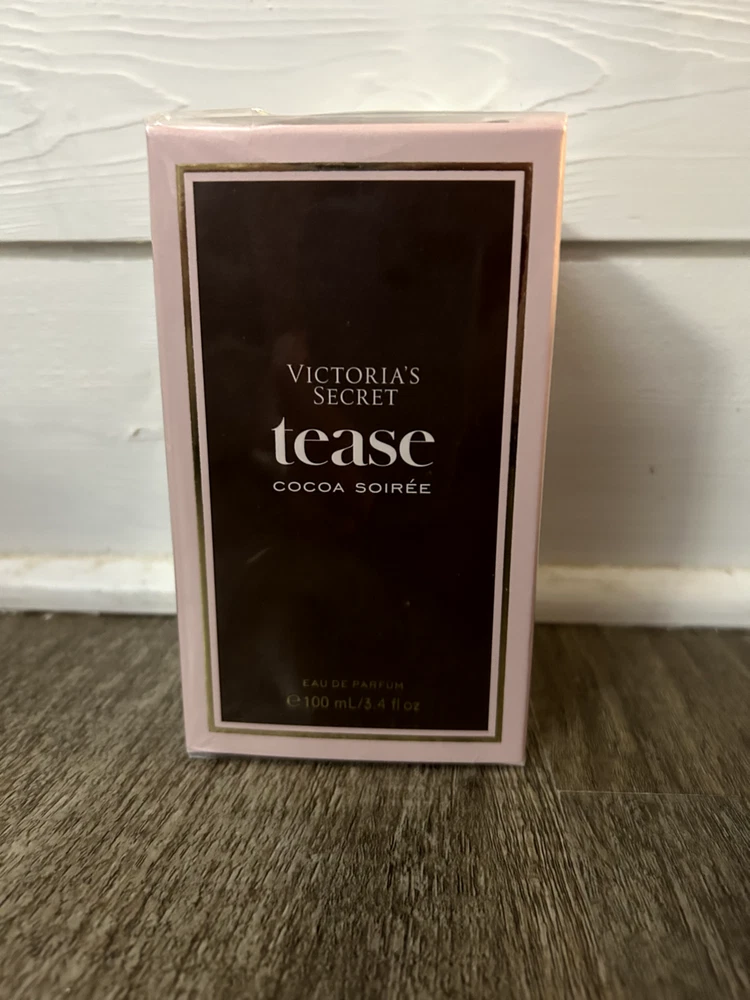 VICTORIA'S
SECRET
tease
COCOA SOIRÉE
EAU DE PARFUM
℮100 mL/3.4 fl oz